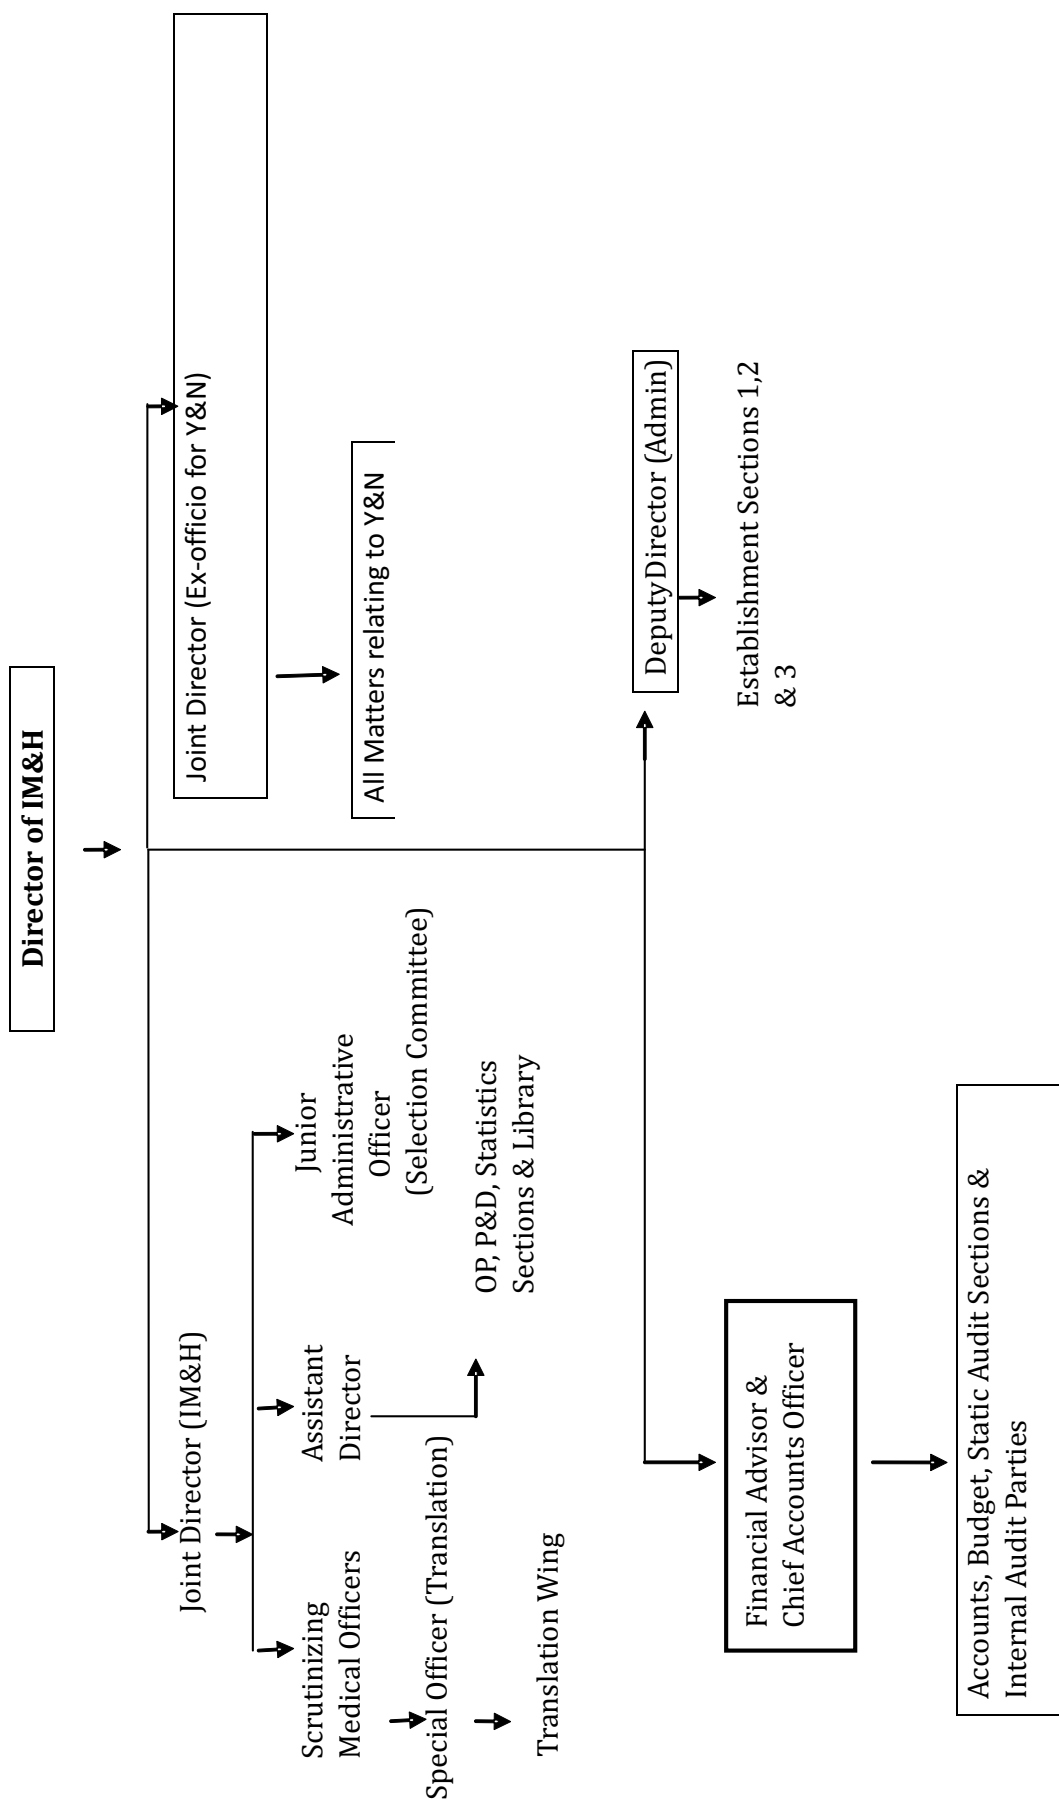 Director of IM&H
Joint Director (IM&H)
Joint Director (Ex-officio for Y&N)
Scrutinizing
Medical Officers
Assistant
Director
Junior
Administrative
Officer
(Selection Committee)
All Matters relating to Y&N
Special Officer (Translation)
OP, P&D, Statistics
Sections & Library
Translation Wing
DeputyDirector (Admin)
Establishment Sections 1,2
& 3
Financial Advisor &
Chief Accounts Officer
Accounts, Budget, Static Audit Sections &
Internal Audit Parties